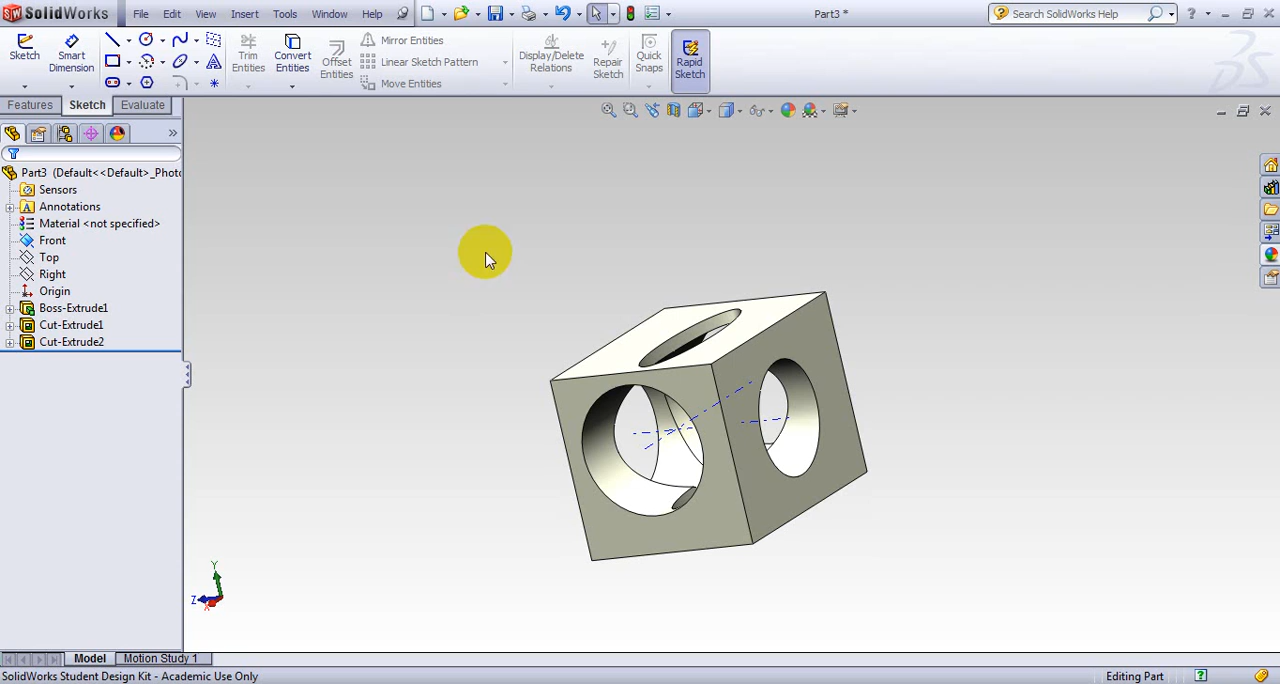 SolidWorks File Edit View Insert Tools Window Help Part3 * Search SolidWorks Help ?
Sketch Smart Dimension Trim Entities Convert Entities Offset Entities Mirror Entities Linear Sketch Pattern Move Entities Display/Delete Relations Repair Sketch Quick Snaps Rapid Sketch
Features Sketch Evaluate
»
Part3 (Default<<Default>_Photo
Sensors
A Annotations
Material <not specified>
Front
Top
Right
Origin
Boss-Extrude1
Cut-Extrude1
Cut-Extrude2
Y
Z X
Model Motion Study 1
SolidWorks Student Design Kit - Academic Use Only Editing Part ?